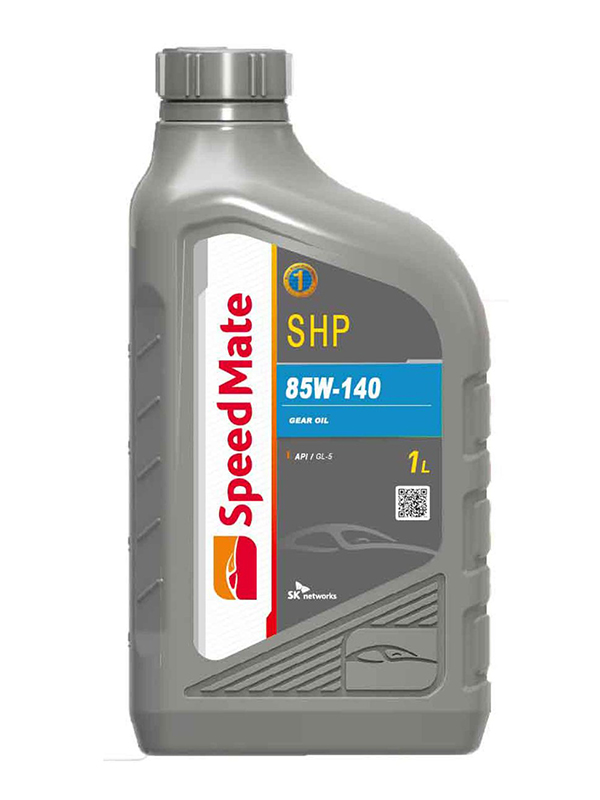 1
SHP
SpeedMate
85W-140
GEAR OIL
API / GL-5
1L
SK networks